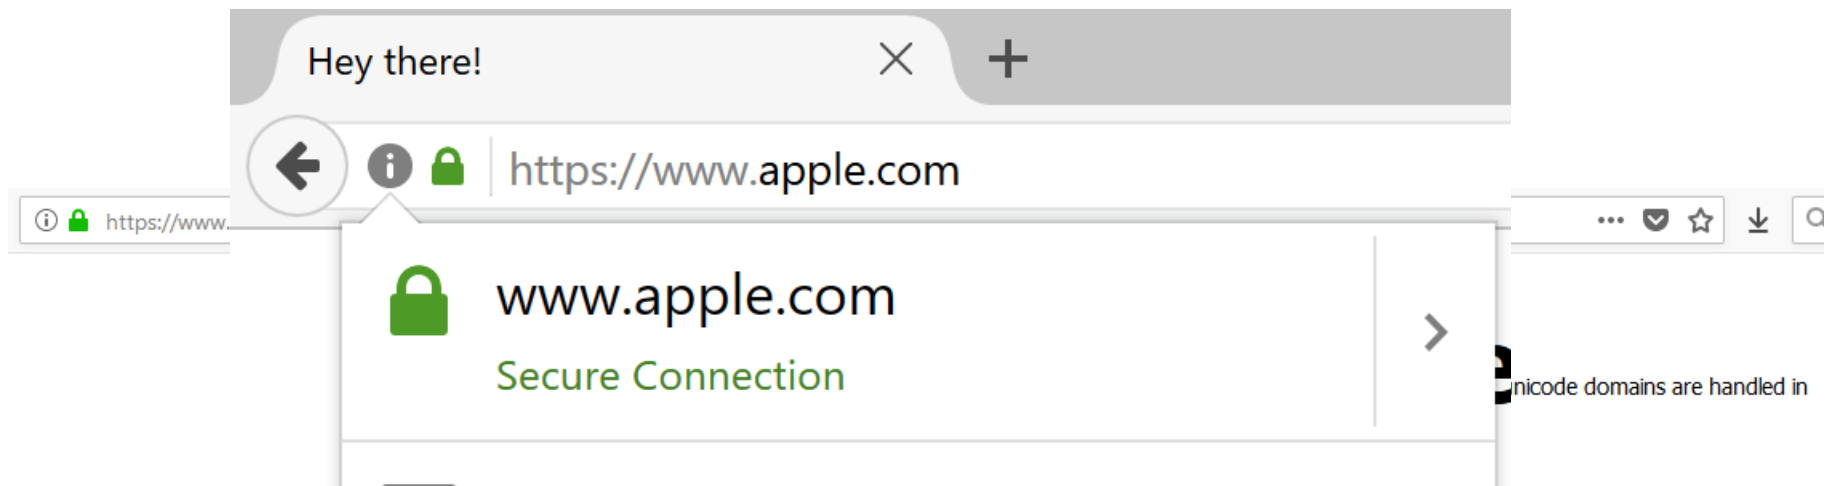 Hey there!
https://www.apple.com
https://www.
www.apple.com
Secure Connection
e
nicode domains are handled in